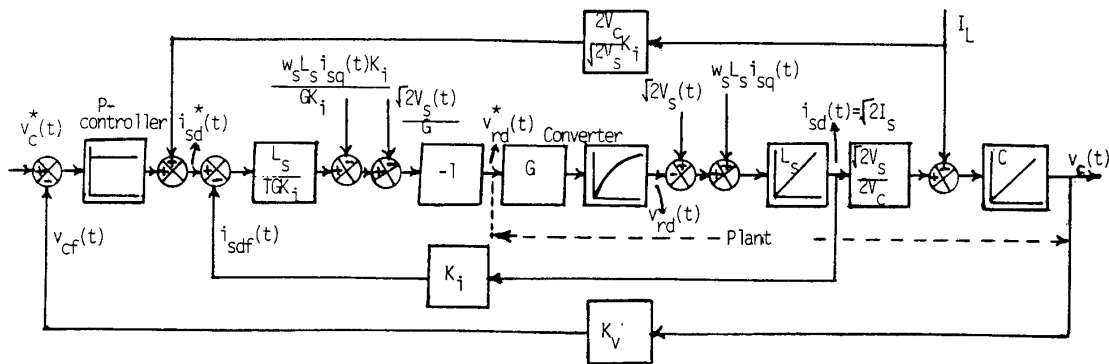 2V_c
√2V_s K_i
I_L
w_s L_s i_sq(t)K_i
GK_i
√2V_s(t)
G
w_s L_s i_sq(t)
√2V_s(t)
v_c^*(t)
P-
controller
i_sd^*(t)
v_rd^*(t)
Converter
i_sd(t)=√2I_s
v_c(t)
L_s
TGK_i
-1
G
L_s
√2V_s
2V_c
C
v_rd(t)
v_cf(t)
i_sdf(t)
Plant
K_i
K_v